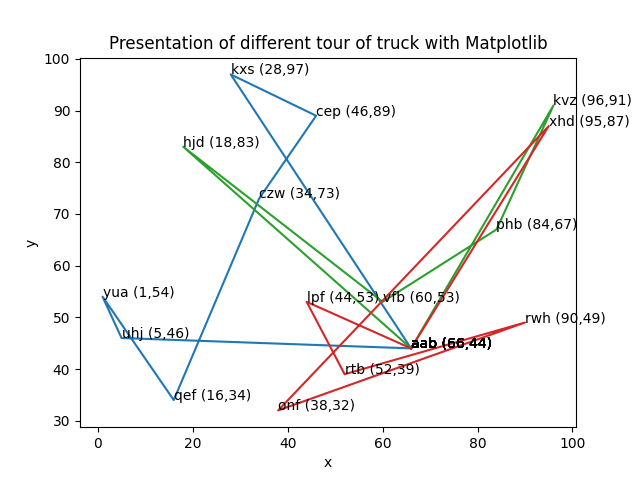 Presentation of different tour of truck with Matplotlib
100
90
80
70
60
50
40
30
y
kxs (28,97)
kvz (96,91)
cep (46,89)
xhd (95,87)
hjd (18,83)
czw (34,73)
phb (84,67)
yua (1,54)
lpf (44,53)
vfb (60,53)
rwh (90,49)
uhj (5,46)
rtb (52,39)
qef (16,34)
onf (38,32)
0
20
40
60
80
100
x